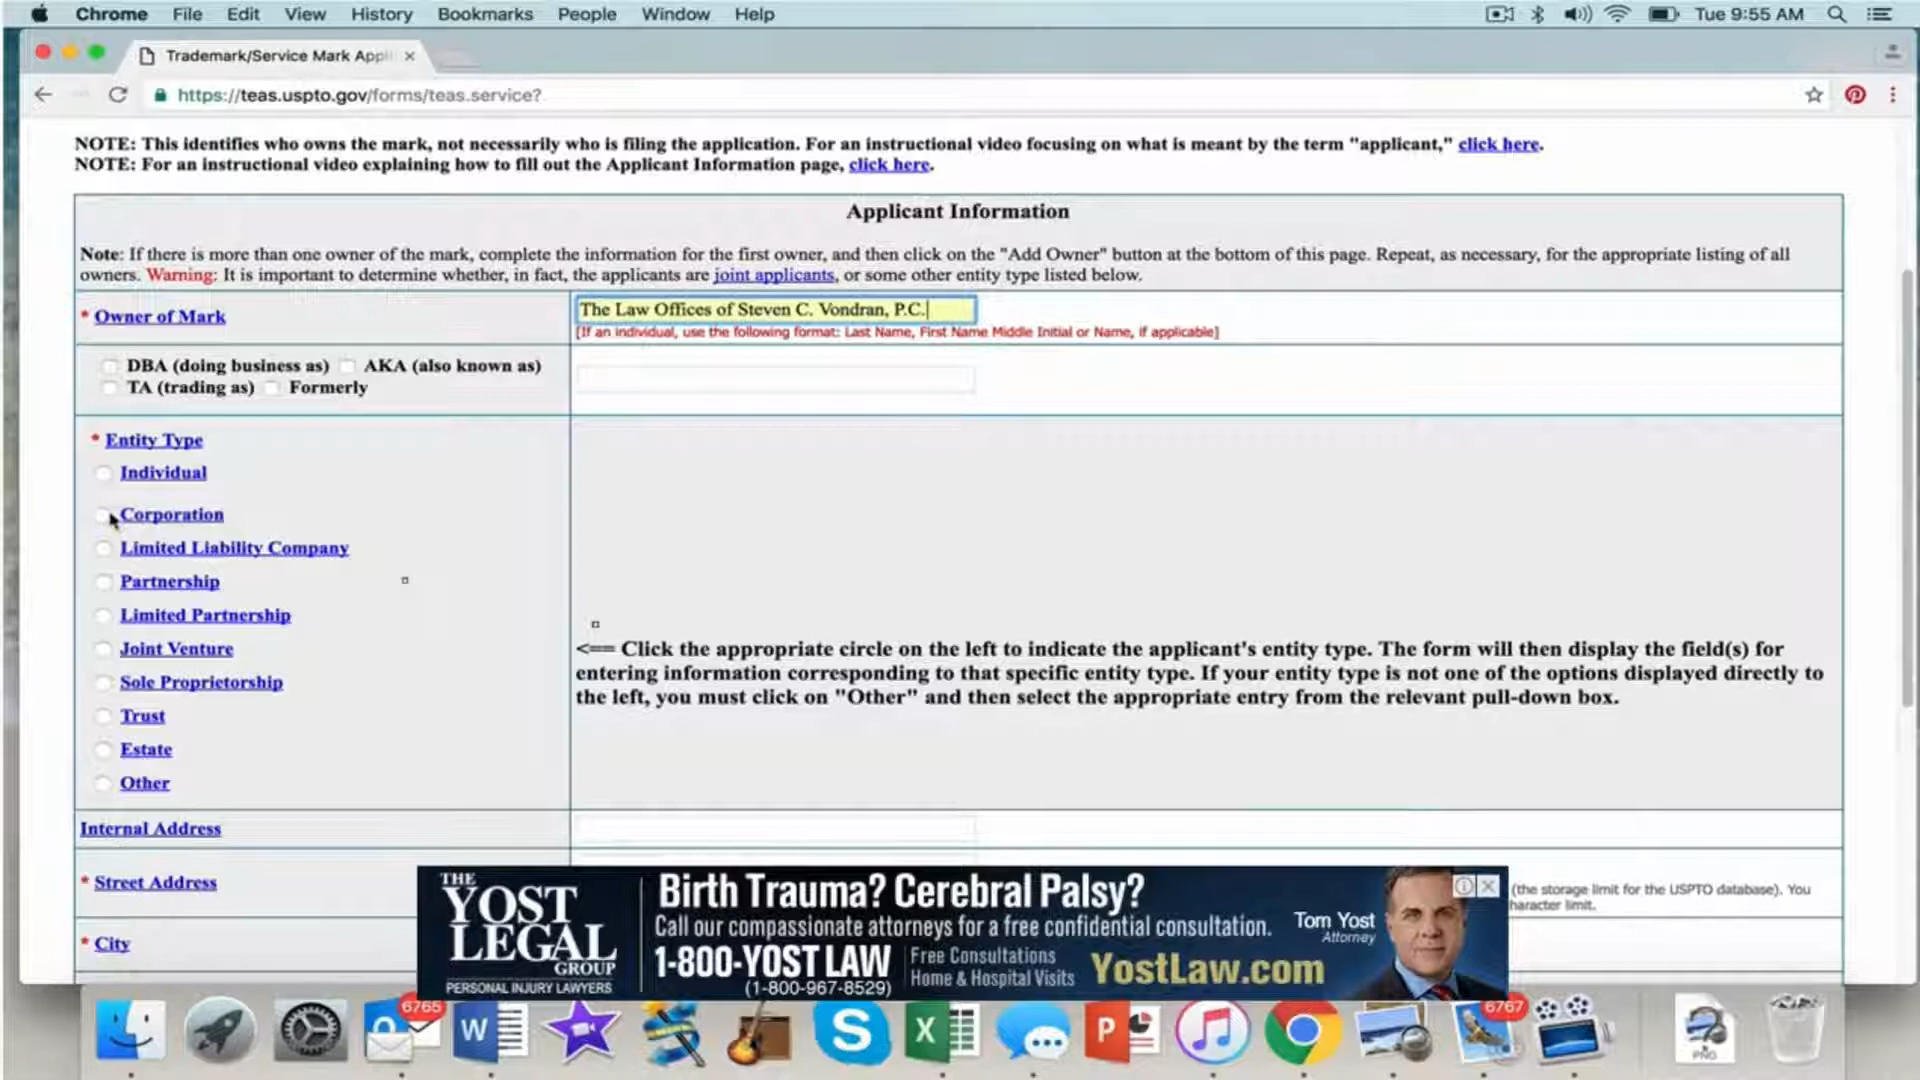 Chrome File Edit View History Bookmarks People Window Help Tue 9:55 AM
Trademark/Service Mark Appli
https://teas.uspto.gov/forms/teas.service?
NOTE: This identifies who owns the mark, not necessarily who is filing the application. For an instructional video focusing on what is meant by the term "applicant," click here.
NOTE: For an instructional video explaining how to fill out the Applicant Information page, click here.
Applicant Information
Note: If there is more than one owner of the mark, complete the information for the first owner, and then click on the "Add Owner" button at the bottom of this page. Repeat, as necessary, for the appropriate listing of all
owners. Warning: It is important to determine whether, in fact, the applicants are joint applicants, or some other entity type listed below.
* Owner of Mark
The Law Offices of Steven C. Vondran, P.C.
[If an individual, use the following format: Last Name, First Name Middle Initial or Name, if applicable]
DBA (doing business as) AKA (also known as)
TA (trading as) Formerly
* Entity Type
Individual
Corporation
Limited Liability Company
Partnership
Limited Partnership
Joint Venture
Sole Proprietorship
Trust
Estate
Other
<== Click the appropriate circle on the left to indicate the applicant's entity type. The form will then display the field(s) for
entering information corresponding to that specific entity type. If your entity type is not one of the options displayed directly to
the left, you must click on "Other" and then select the appropriate entry from the relevant pull-down box.
Internal Address
* Street Address
(the storage limit for the USPTO database). You
haracter limit.
* City
THE
YOST
LEGAL
GROUP
PERSONAL INJURY LAWYERS
Birth Trauma? Cerebral Palsy?
Call our compassionate attorneys for a free confidential consultation.
1-800-YOST LAW
(1-800-967-8529)
Free Consultations
Home & Hospital Visits
YostLaw.com
Tom Yost
Attorney
6765
6767
PNG